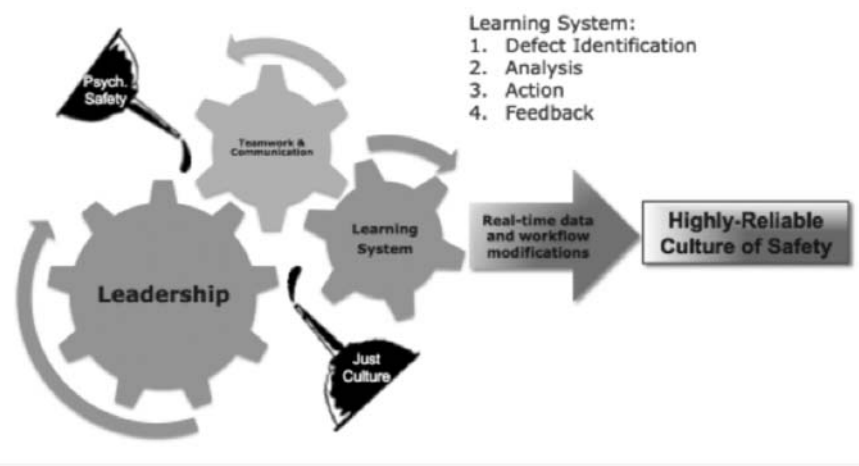 Learning System:
1. Defect Identification
2. Analysis
3. Action
4. Feedback
Psych.
Safety
Teamwork &
Communication
Learning
System
Leadership
Just
Culture
Real-time data
and workflow
modifications
Highly-Reliable
Culture of Safety